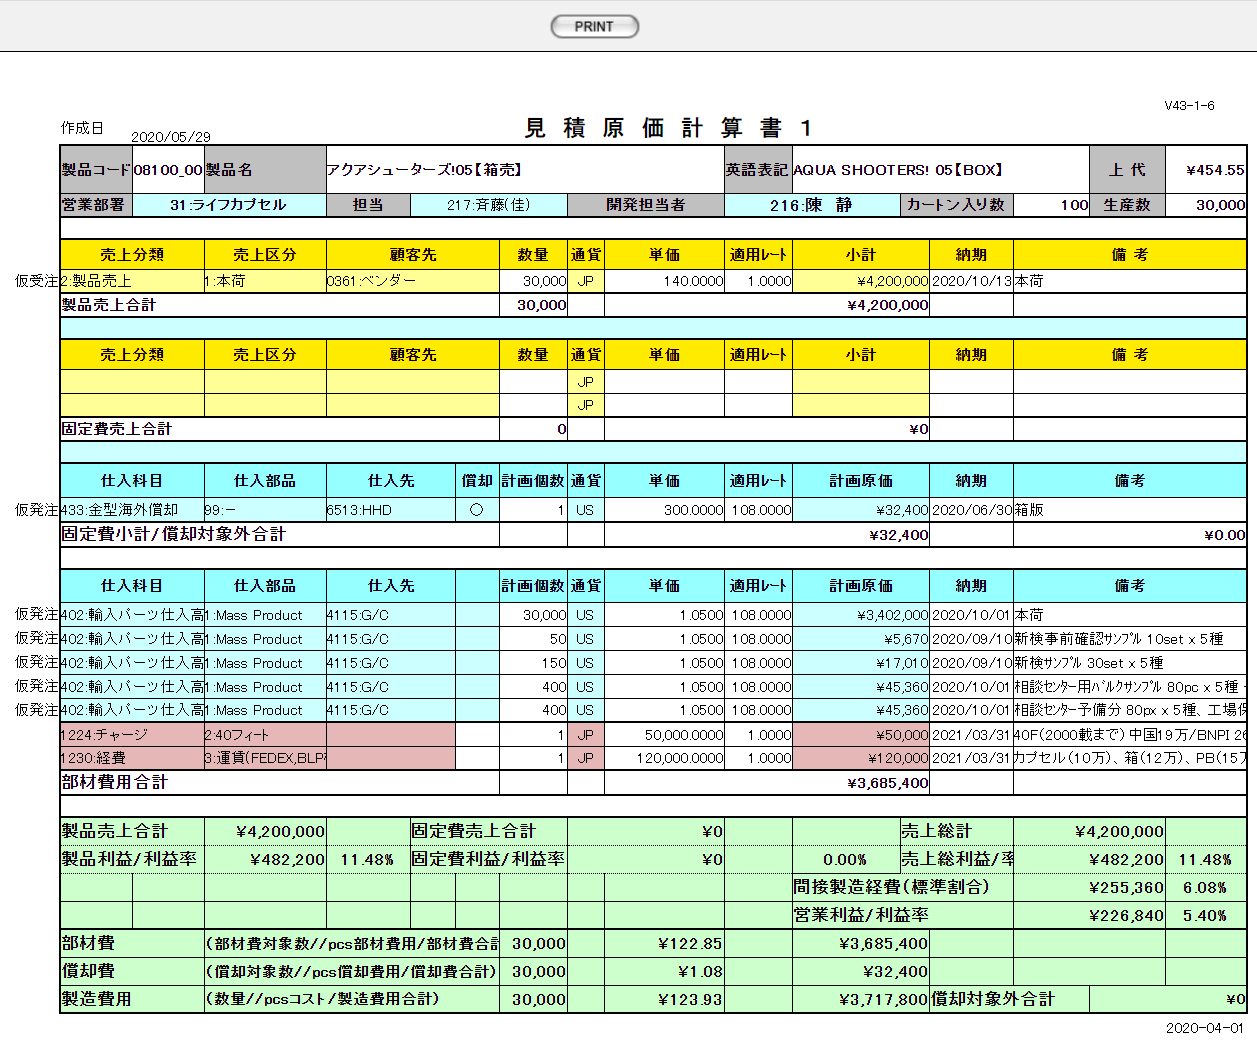 PRINT
V43-1-6
作成日 2020/05/29 見積原価計算書1
製品コード 08100_00 製品名 アクアシューターズ!05【箱売】 英語表記 AQUA SHOOTERS! 05【BOX】 上代 ¥454.55
営業部署 31:ライフカプセル 担当 217:斉藤(佳) 開発担当者 216:陳 静 カートン入り数 100 生産数 30,000
売上分類 売上区分 顧客先 数量 通貨 単価 適用レート 小計 納期 備考
仮受注 2:製品売上 1:本荷 0361:ベンダー 30,000 JP 140.0000 1.0000 ¥4,200,000 2020/10/13 本荷
製品売上合計 30,000 ¥4,200,000
売上分類 売上区分 顧客先 数量 通貨 単価 適用レート 小計 納期 備考
JP
JP
固定費売上合計 0 ¥0
仕入科目 仕入部品 仕入先 償却 計画個数 通貨 単価 適用レート 計画原価 納期 備考
仮発注 433:金型海外償却 99:ー 6513:HHD ○ 1 US 300.0000 108.0000 ¥32,400 2020/06/30 箱版
固定費小計/償却対象外合計 ¥32,400 ¥0.00
仕入科目 仕入部品 仕入先 計画個数 通貨 単価 適用レート 計画原価 納期 備考
仮発注 402:輸入パーツ仕入高 1:Mass Product 4115:G/C 30,000 US 1.0500 108.0000 ¥3,402,000 2020/10/01 本荷
仮発注 402:輸入パーツ仕入高 1:Mass Product 4115:G/C 50 US 1.0500 108.0000 ¥5,670 2020/09/10 新検事前確認サンプル 10set x 5種
仮発注 402:輸入パーツ仕入高 1:Mass Product 4115:G/C 150 US 1.0500 108.0000 ¥17,010 2020/09/10 新検サンプル 30set x 5種
仮発注 402:輸入パーツ仕入高 1:Mass Product 4115:G/C 400 US 1.0500 108.0000 ¥45,360 2020/10/01 相談センター用バルクサンプル 80pc x 5種
仮発注 402:輸入パーツ仕入高 1:Mass Product 4115:G/C 400 US 1.0500 108.0000 ¥45,360 2020/10/01 相談センター予備分 80px x 5種、工場保
1224:チャージ 2:40フィート 1 JP 50,000.0000 1.0000 ¥50,000 2021/03/31 40F(2000載まで) 中国19万/BNPI 26
1230:経費 3:運賃(FEDEX,BLP 1 JP 120,000.0000 1.0000 ¥120,000 2021/03/31 カプセル(10万)、箱(12万)、PB(15万
部材費用合計 ¥3,685,400
製品売上合計 ¥4,200,000 固定費売上合計 ¥0 売上総計 ¥4,200,000
製品利益/利益率 ¥482,200 11.48% 固定費利益/利益率 ¥0 0.00% 売上総利益/率 ¥482,200 11.48%
間接製造経費(標準割合) ¥255,360 6.08%
営業利益/利益率 ¥226,840 5.40%
部材費 (部材費対象数//pcs部材費用/部材費合計 30,000 ¥122.85 ¥3,685,400
償却費 (償却対象数//pcs償却費用/償却費合計) 30,000 ¥1.08 ¥32,400
製造費用 (数量//pcsコスト/製造費用合計) 30,000 ¥123.93 ¥3,717,800 償却対象外合計 ¥0
2020-04-01